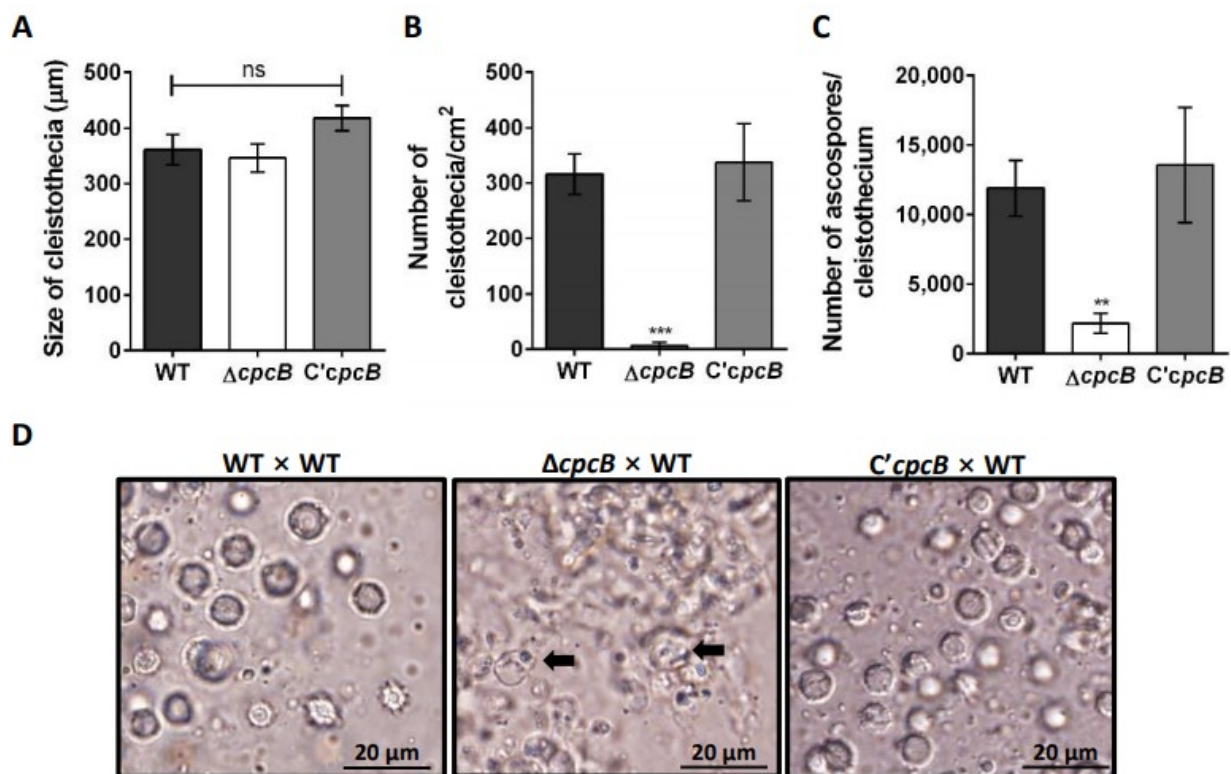 A
Size of cleistothecia (µm)
500
400
300
200
100
0
ns
WT
ΔcpcB
C'cpcB
B
Number of
cleistothecia/cm²
500
400
300
200
100
0
***
WT
ΔcpcB
C'cpcB
C
Number of ascospores/
cleistothecium
20,000
15,000
10,000
5,000
0
**
WT
ΔcpcB
C'cpcB
D
WT × WT
ΔcpcB × WT
C'cpcB × WT
20 µm
20 µm
20 µm